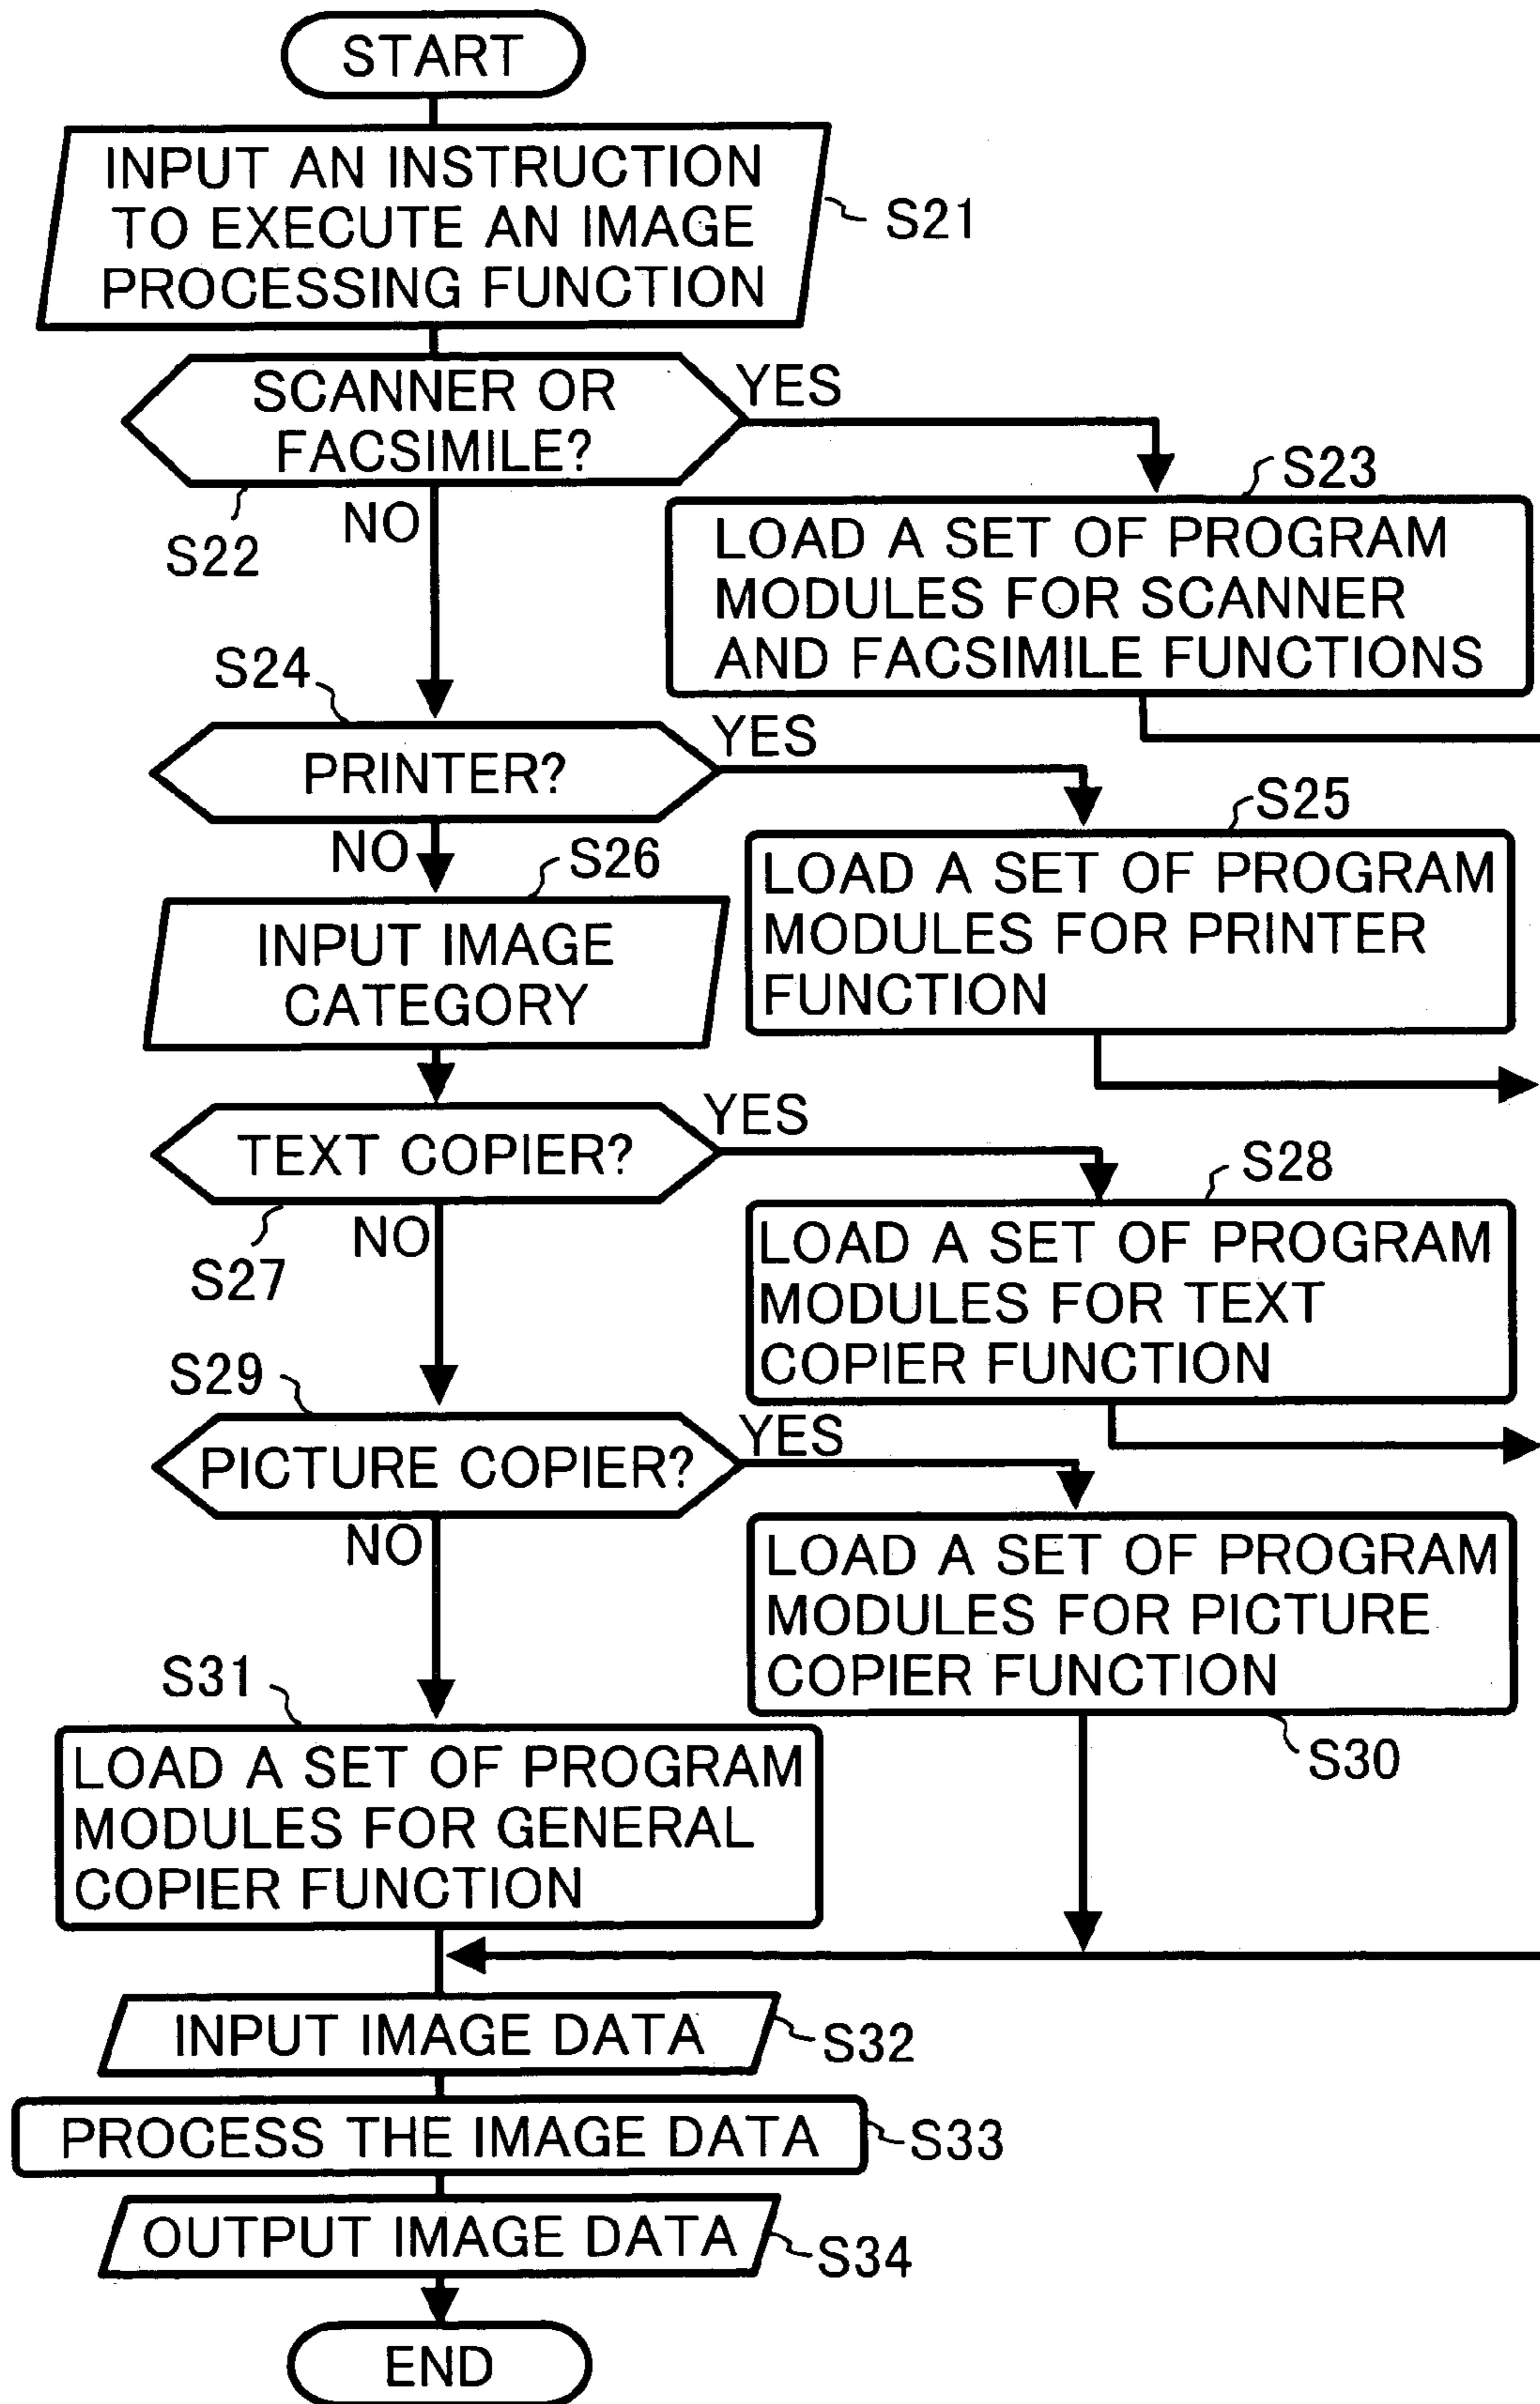 START
INPUT AN INSTRUCTION
TO EXECUTE AN IMAGE
PROCESSING FUNCTION
S21
SCANNER OR
FACSIMILE?
YES
S22
NO
S23
LOAD A SET OF PROGRAM
MODULES FOR SCANNER
AND FACSIMILE FUNCTIONS
S24
PRINTER?
YES
NO
S25
LOAD A SET OF PROGRAM
MODULES FOR PRINTER
FUNCTION
S26
INPUT IMAGE
CATEGORY
TEXT COPIER?
YES
S27
NO
S28
LOAD A SET OF PROGRAM
MODULES FOR TEXT
COPIER FUNCTION
S29
PICTURE COPIER?
YES
NO
LOAD A SET OF PROGRAM
MODULES FOR PICTURE
COPIER FUNCTION
S30
S31
LOAD A SET OF PROGRAM
MODULES FOR GENERAL
COPIER FUNCTION
INPUT IMAGE DATA
S32
PROCESS THE IMAGE DATA
S33
OUTPUT IMAGE DATA
S34
END